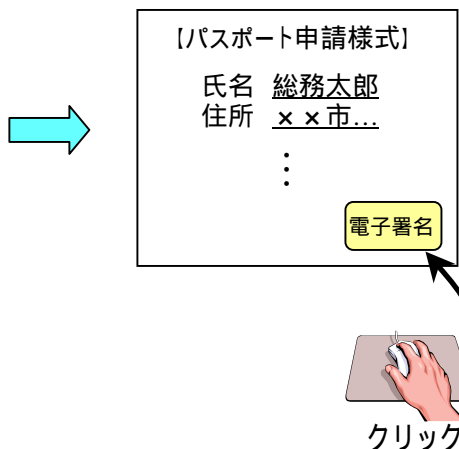 【パスポート申請様式】
氏名 総務太郎
住所 ××市…
⋮
電子署名
クリック